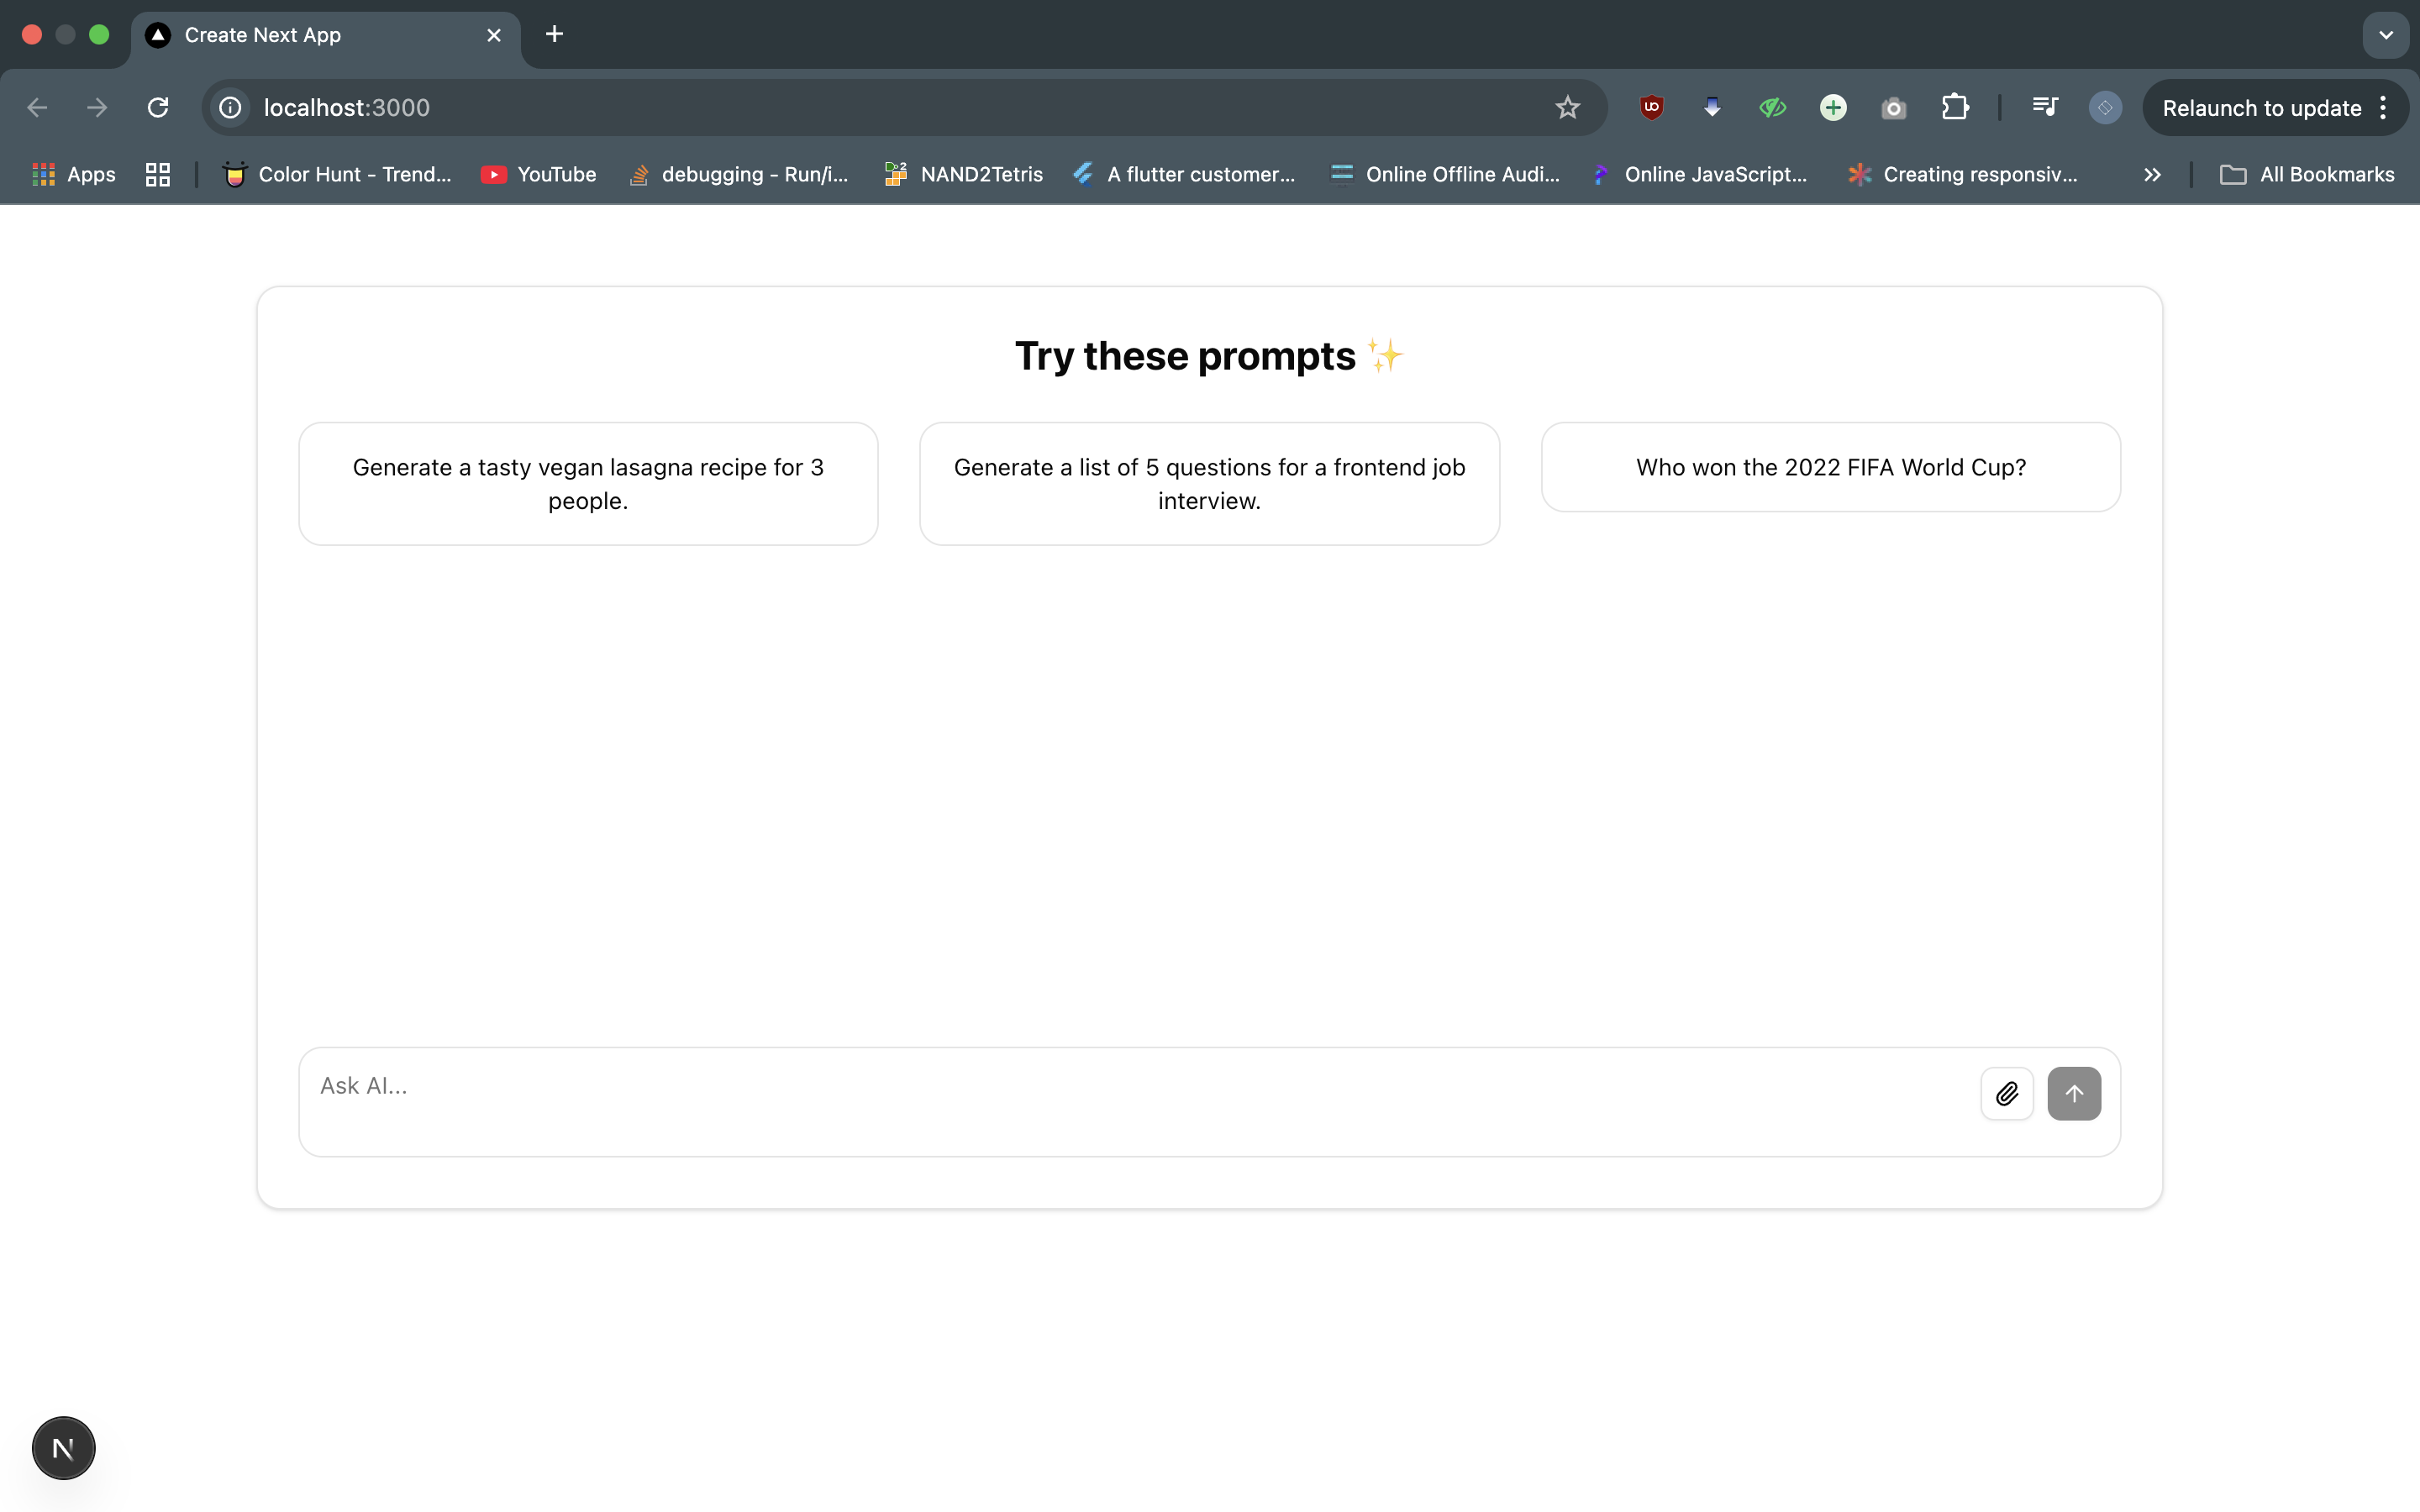 Create Next App
localhost:3000
Relaunch to update
Apps
Color Hunt - Trend...
YouTube
debugging - Run/i...
NAND2Tetris
A flutter customer...
Online Offline Audi...
Online JavaScript...
Creating responsiv...
All Bookmarks
Try these prompts ✨
Generate a tasty vegan lasagna recipe for 3
people.
Generate a list of 5 questions for a frontend job
interview.
Who won the 2022 FIFA World Cup?
Ask AI...
N